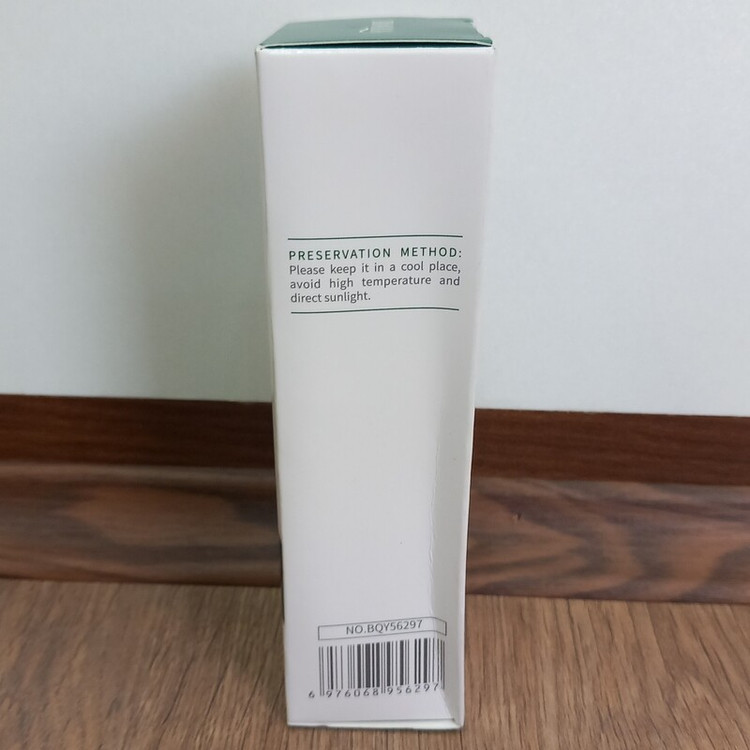 PRESERVATION METHOD:
Please keep it in a cool place,
avoid high temperature and
direct sunlight.
NO.BQY56297
6 976068 956297